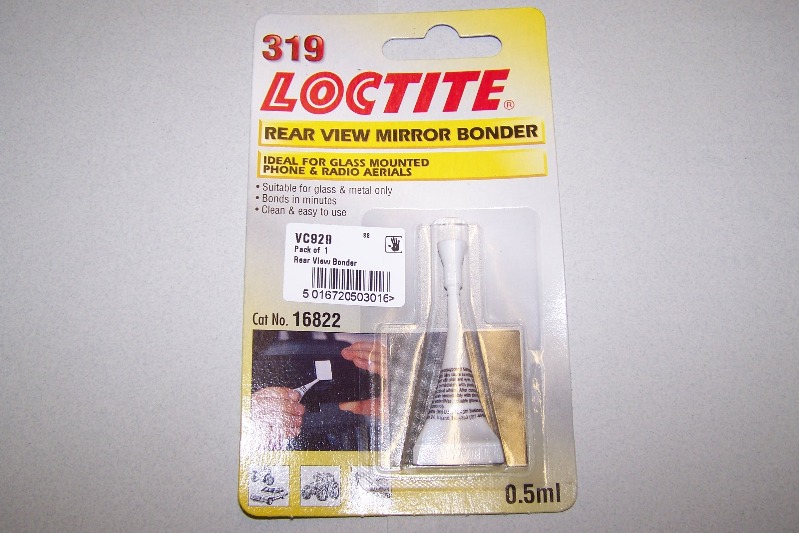 319
LOCTITE®
REAR VIEW MIRROR BONDER
IDEAL FOR GLASS MOUNTED
PHONE & RADIO AERIALS
• Suitable for glass & metal only
• Bonds in minutes
• Clean & easy to use
VC929
Pack of 1
Rear View Bonder
5 016720 503016>
Cat No. 16822
0.5ml